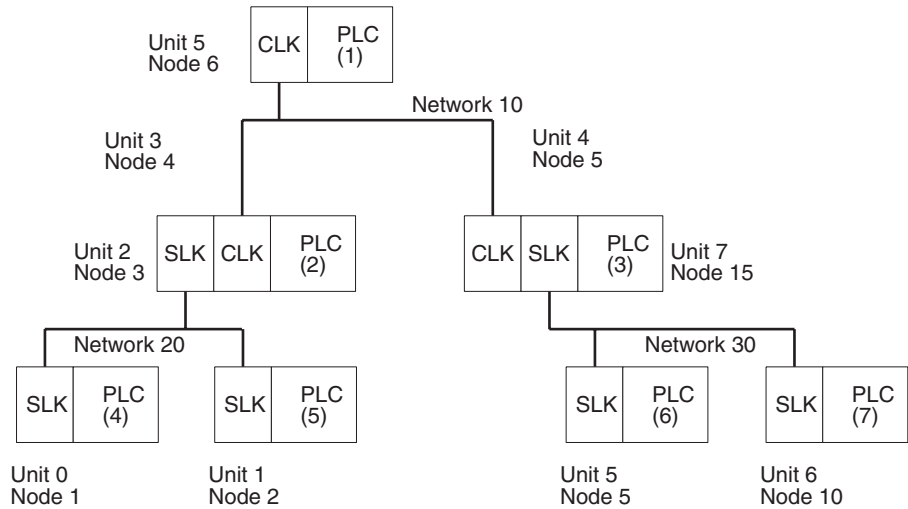 Unit 5
Node 6
CLK
PLC
(1)
Network 10
Unit 3
Node 4
Unit 4
Node 5
Unit 2
Node 3
SLK
CLK
PLC
(2)
CLK
SLK
PLC
(3)
Unit 7
Node 15
Network 20
Network 30
SLK
PLC
(4)
SLK
PLC
(5)
SLK
PLC
(6)
SLK
PLC
(7)
Unit 0
Node 1
Unit 1
Node 2
Unit 5
Node 5
Unit 6
Node 10